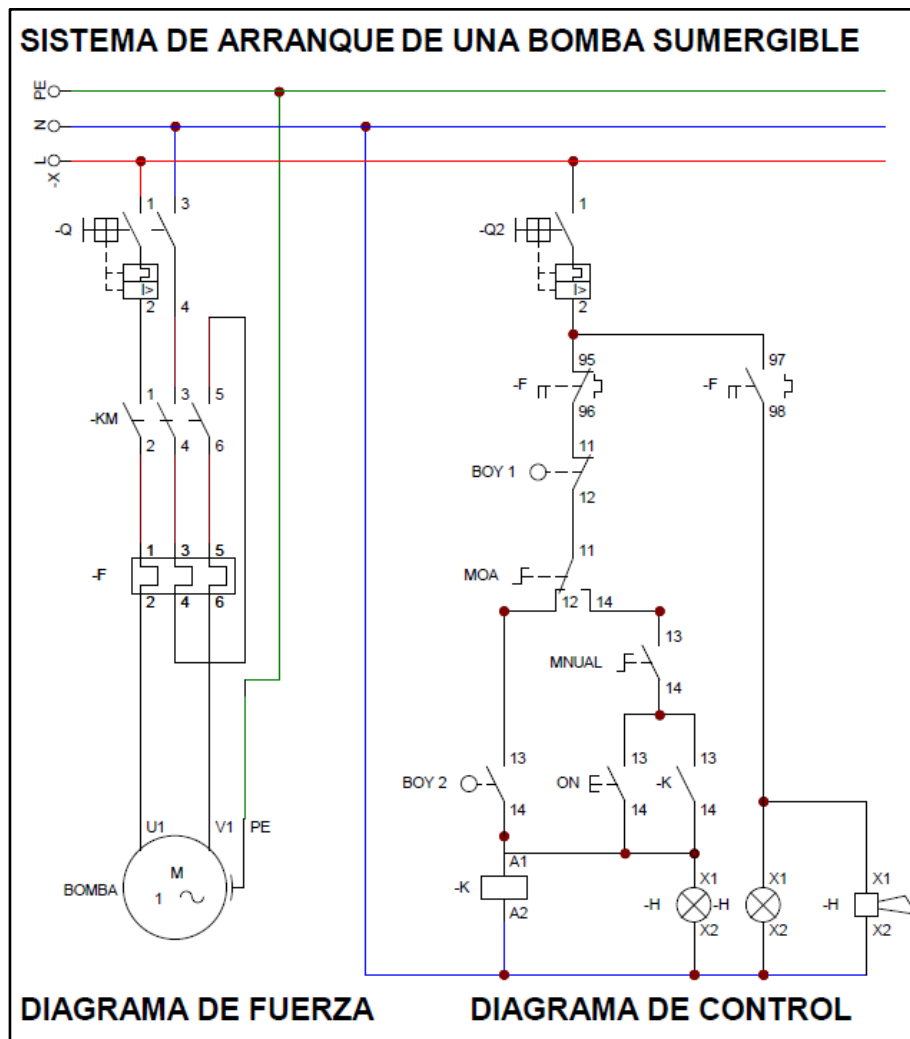 SISTEMA DE ARRANQUE DE UNA BOMBA SUMERGIBLE
PE
N
L
-X
1 3
-Q
I>
2 4
1
-Q2
I>
2
1 3 5
-KM
2 4 6
95 97
-F -F
96 98
11
BOY 1
12
1 3 5
-F
2 4 6
11
MOA
12 14
13
MNUAL
14
13 13 13
BOY 2 ON -K
14 14 14
U1 V1 PE
M
1
BOMBA
A1 X1 X1 X1
-K -H -H -H
A2 X2 X2 X2
DIAGRAMA DE FUERZA DIAGRAMA DE CONTROL